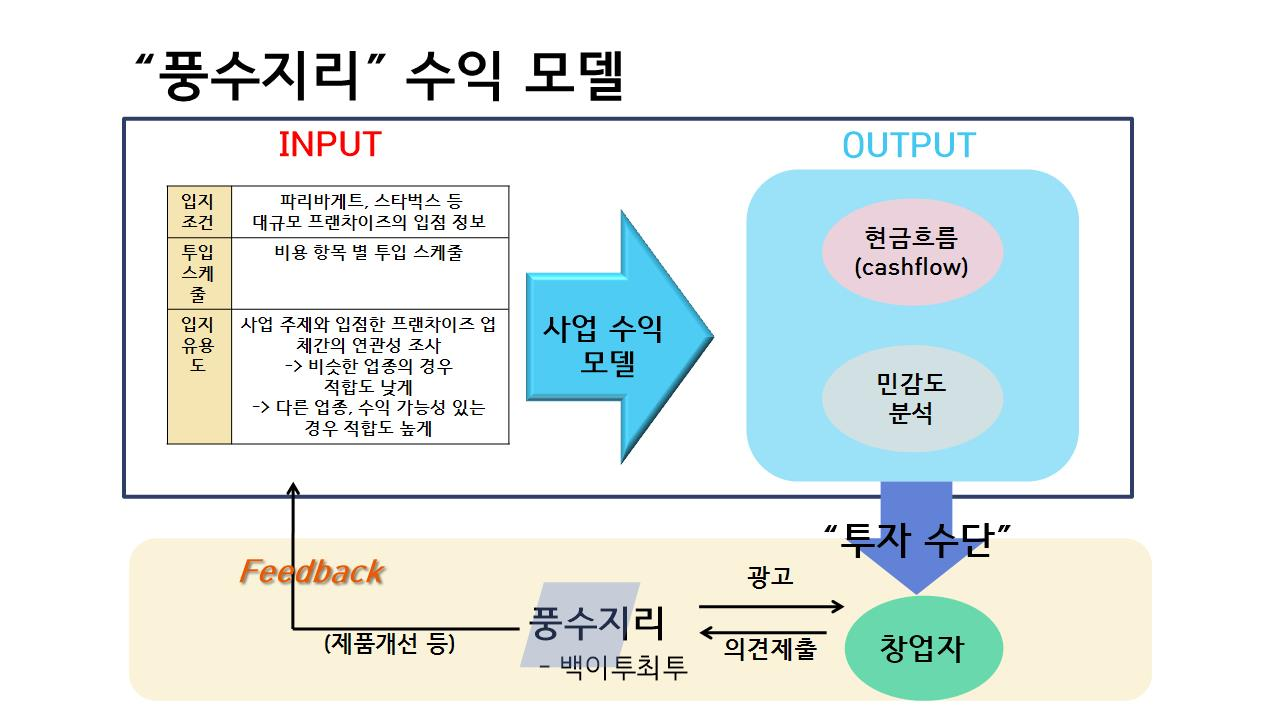 “풍수지리” 수익 모델
INPUT
입지
조건
파리바게트, 스타벅스 등
대규모 프랜차이즈의 입점 정보
투입
스케
줄
비용 항목 별 투입 스케줄
입지
유용
도
사업 주제와 입점한 프랜차이즈 업
체간의 연관성 조사
-> 비슷한 업종의 경우
적합도 낮게
-> 다른 업종, 수익 가능성 있는
경우 적합도 높게
사업 수익
모델
OUTPUT
현금흐름
(cashflow)
민감도
분석
“투자 수단”
Feedback
(제품개선 등)
풍수지리
- 백이투최투
광고
의견제출
창업자